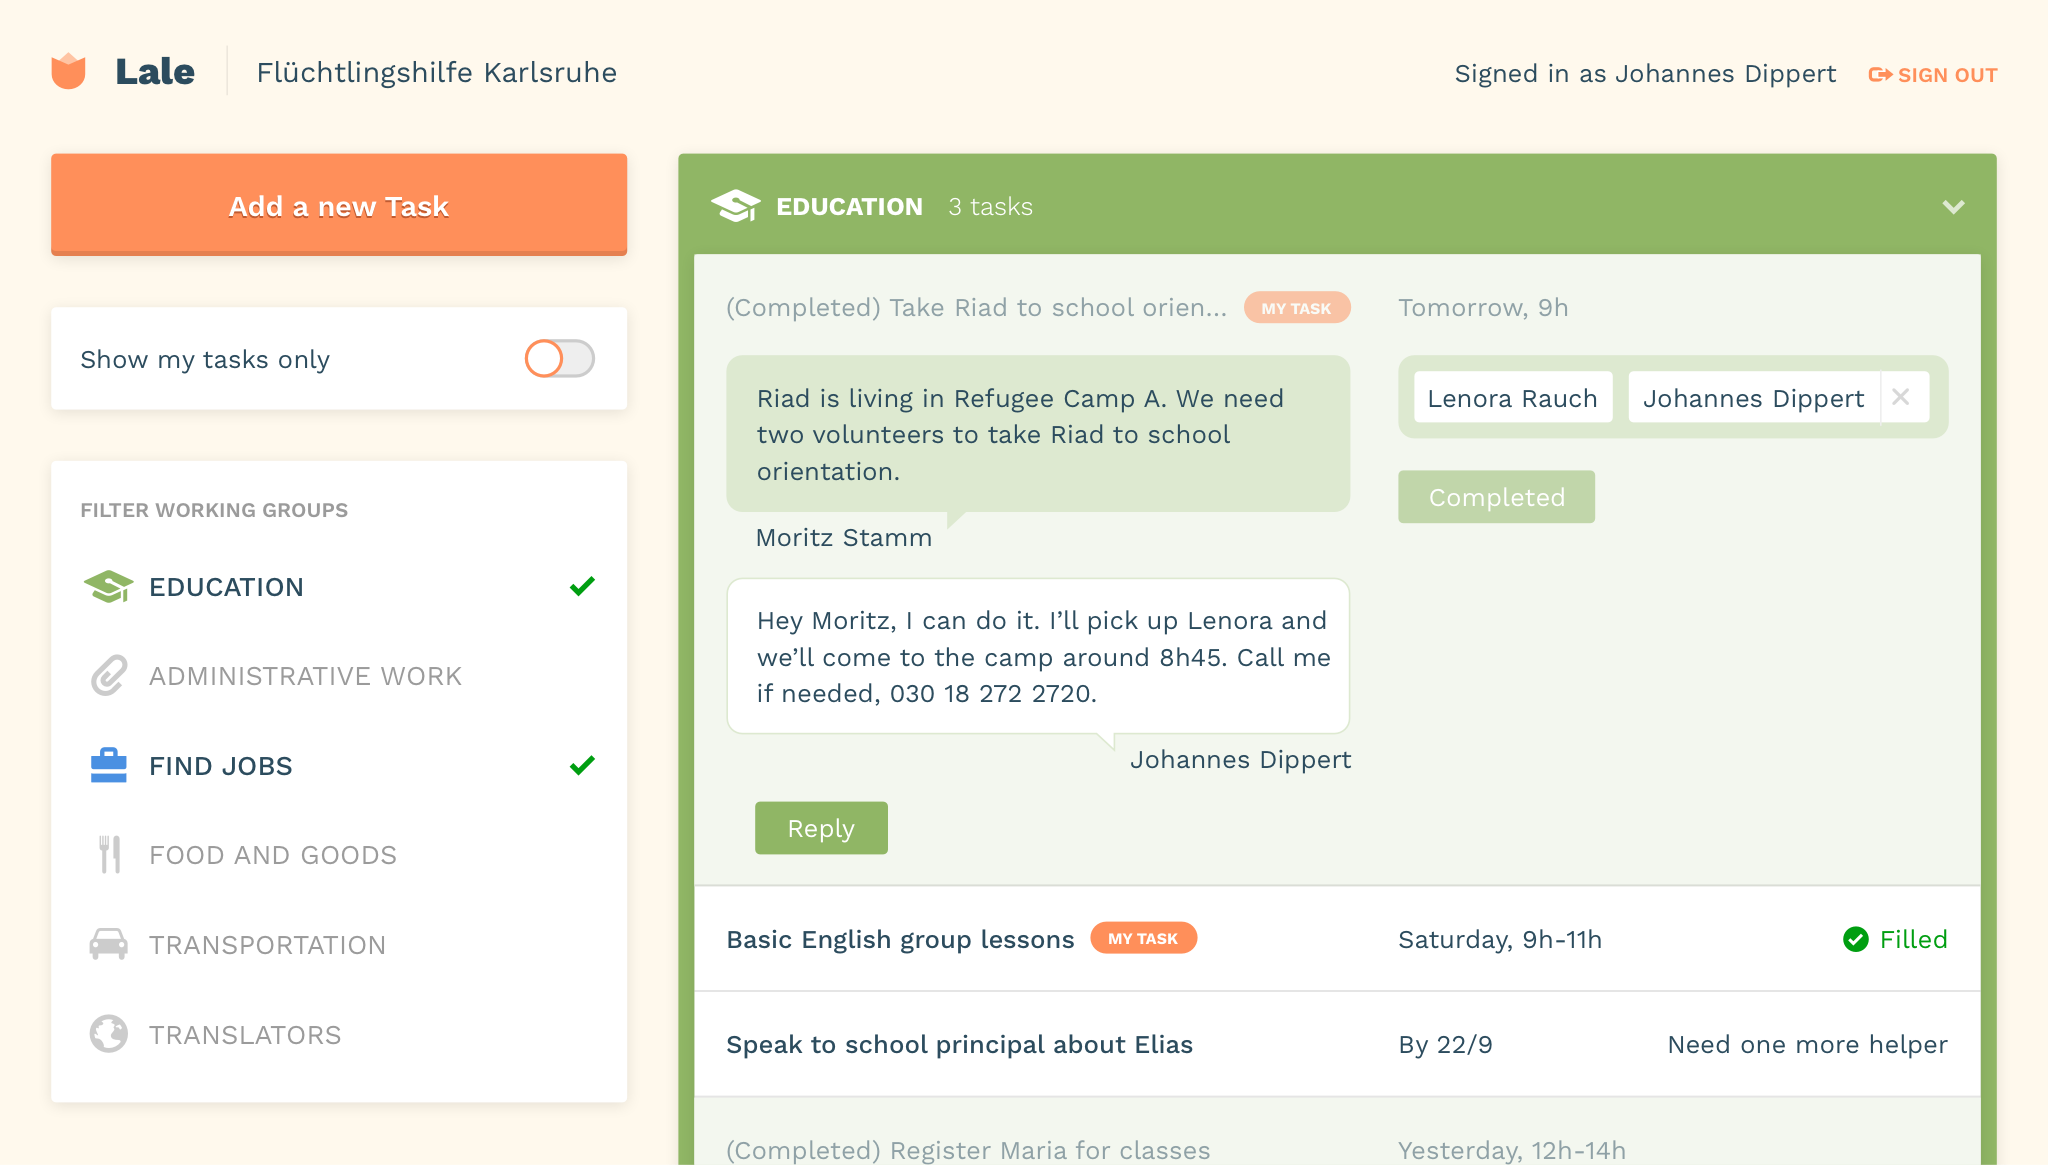 Lale
Flüchtlingshilfe Karlsruhe
Signed in as Johannes Dippert
SIGN OUT
Add a new Task
Show my tasks only
FILTER WORKING GROUPS
EDUCATION
ADMINISTRATIVE WORK
FIND JOBS
FOOD AND GOODS
TRANSPORTATION
TRANSLATORS
EDUCATION 3 tasks
(Completed) Take Riad to school orien... MY TASK
Tomorrow, 9h
Riad is living in Refugee Camp A. We need
two volunteers to take Riad to school
orientation.
Moritz Stamm
Lenora Rauch
Johannes Dippert
Completed
Hey Moritz, I can do it. I’ll pick up Lenora and
we’ll come to the camp around 8h45. Call me
if needed, 030 18 272 2720.
Johannes Dippert
Reply
Basic English group lessons MY TASK
Saturday, 9h-11h
Filled
Speak to school principal about Elias
By 22/9
Need one more helper
(Completed) Register Maria for classes
Yesterday, 12h-14h